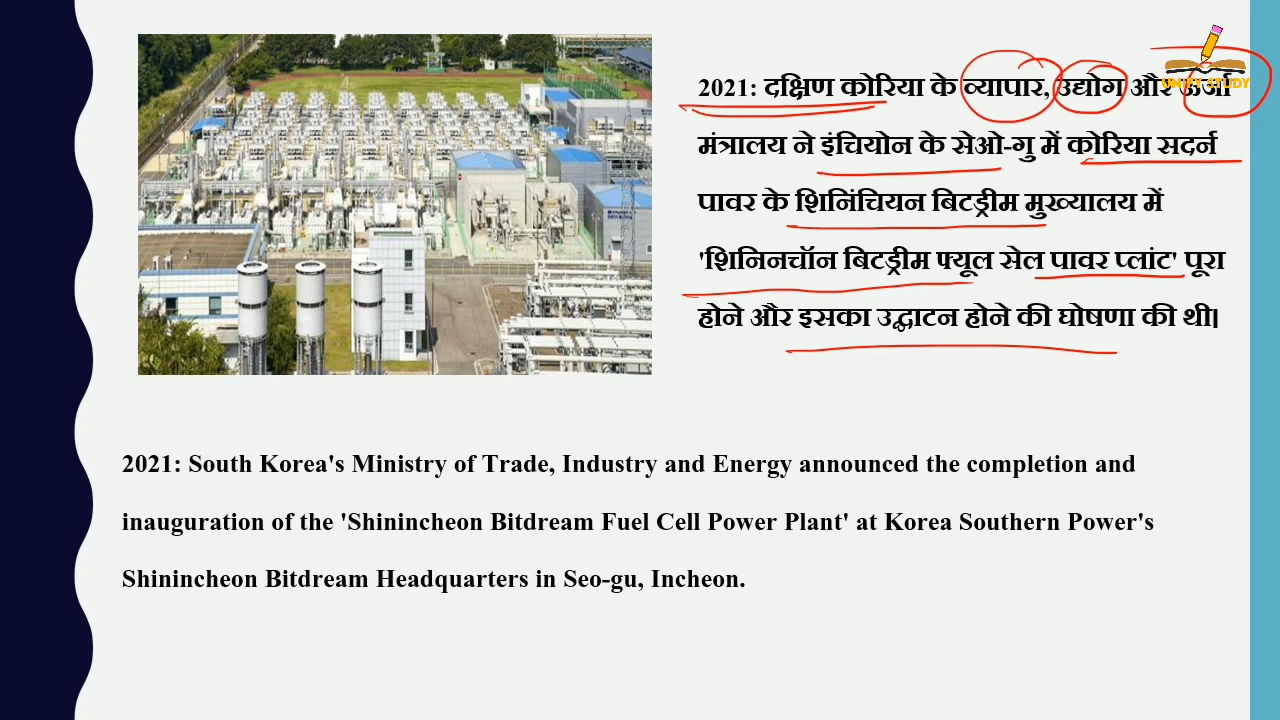 2021: दक्षिण कोरिया के व्यापार, उद्योग और ऊर्जा
मंत्रालय ने इंचियोन के सेओ-गु में कोरिया सदर्न
पावर के शिनिंचियन बिटड्रीम मुख्यालय में
'शिनिनचॉन बिटड्रीम फ्यूल सेल पावर प्लांट' पूरा
होने और इसका उद्घाटन होने की घोषणा की थी।
UNIFY STUDY
2021: South Korea's Ministry of Trade, Industry and Energy announced the completion and
inauguration of the 'Shinincheon Bitdream Fuel Cell Power Plant' at Korea Southern Power's
Shinincheon Bitdream Headquarters in Seo-gu, Incheon.